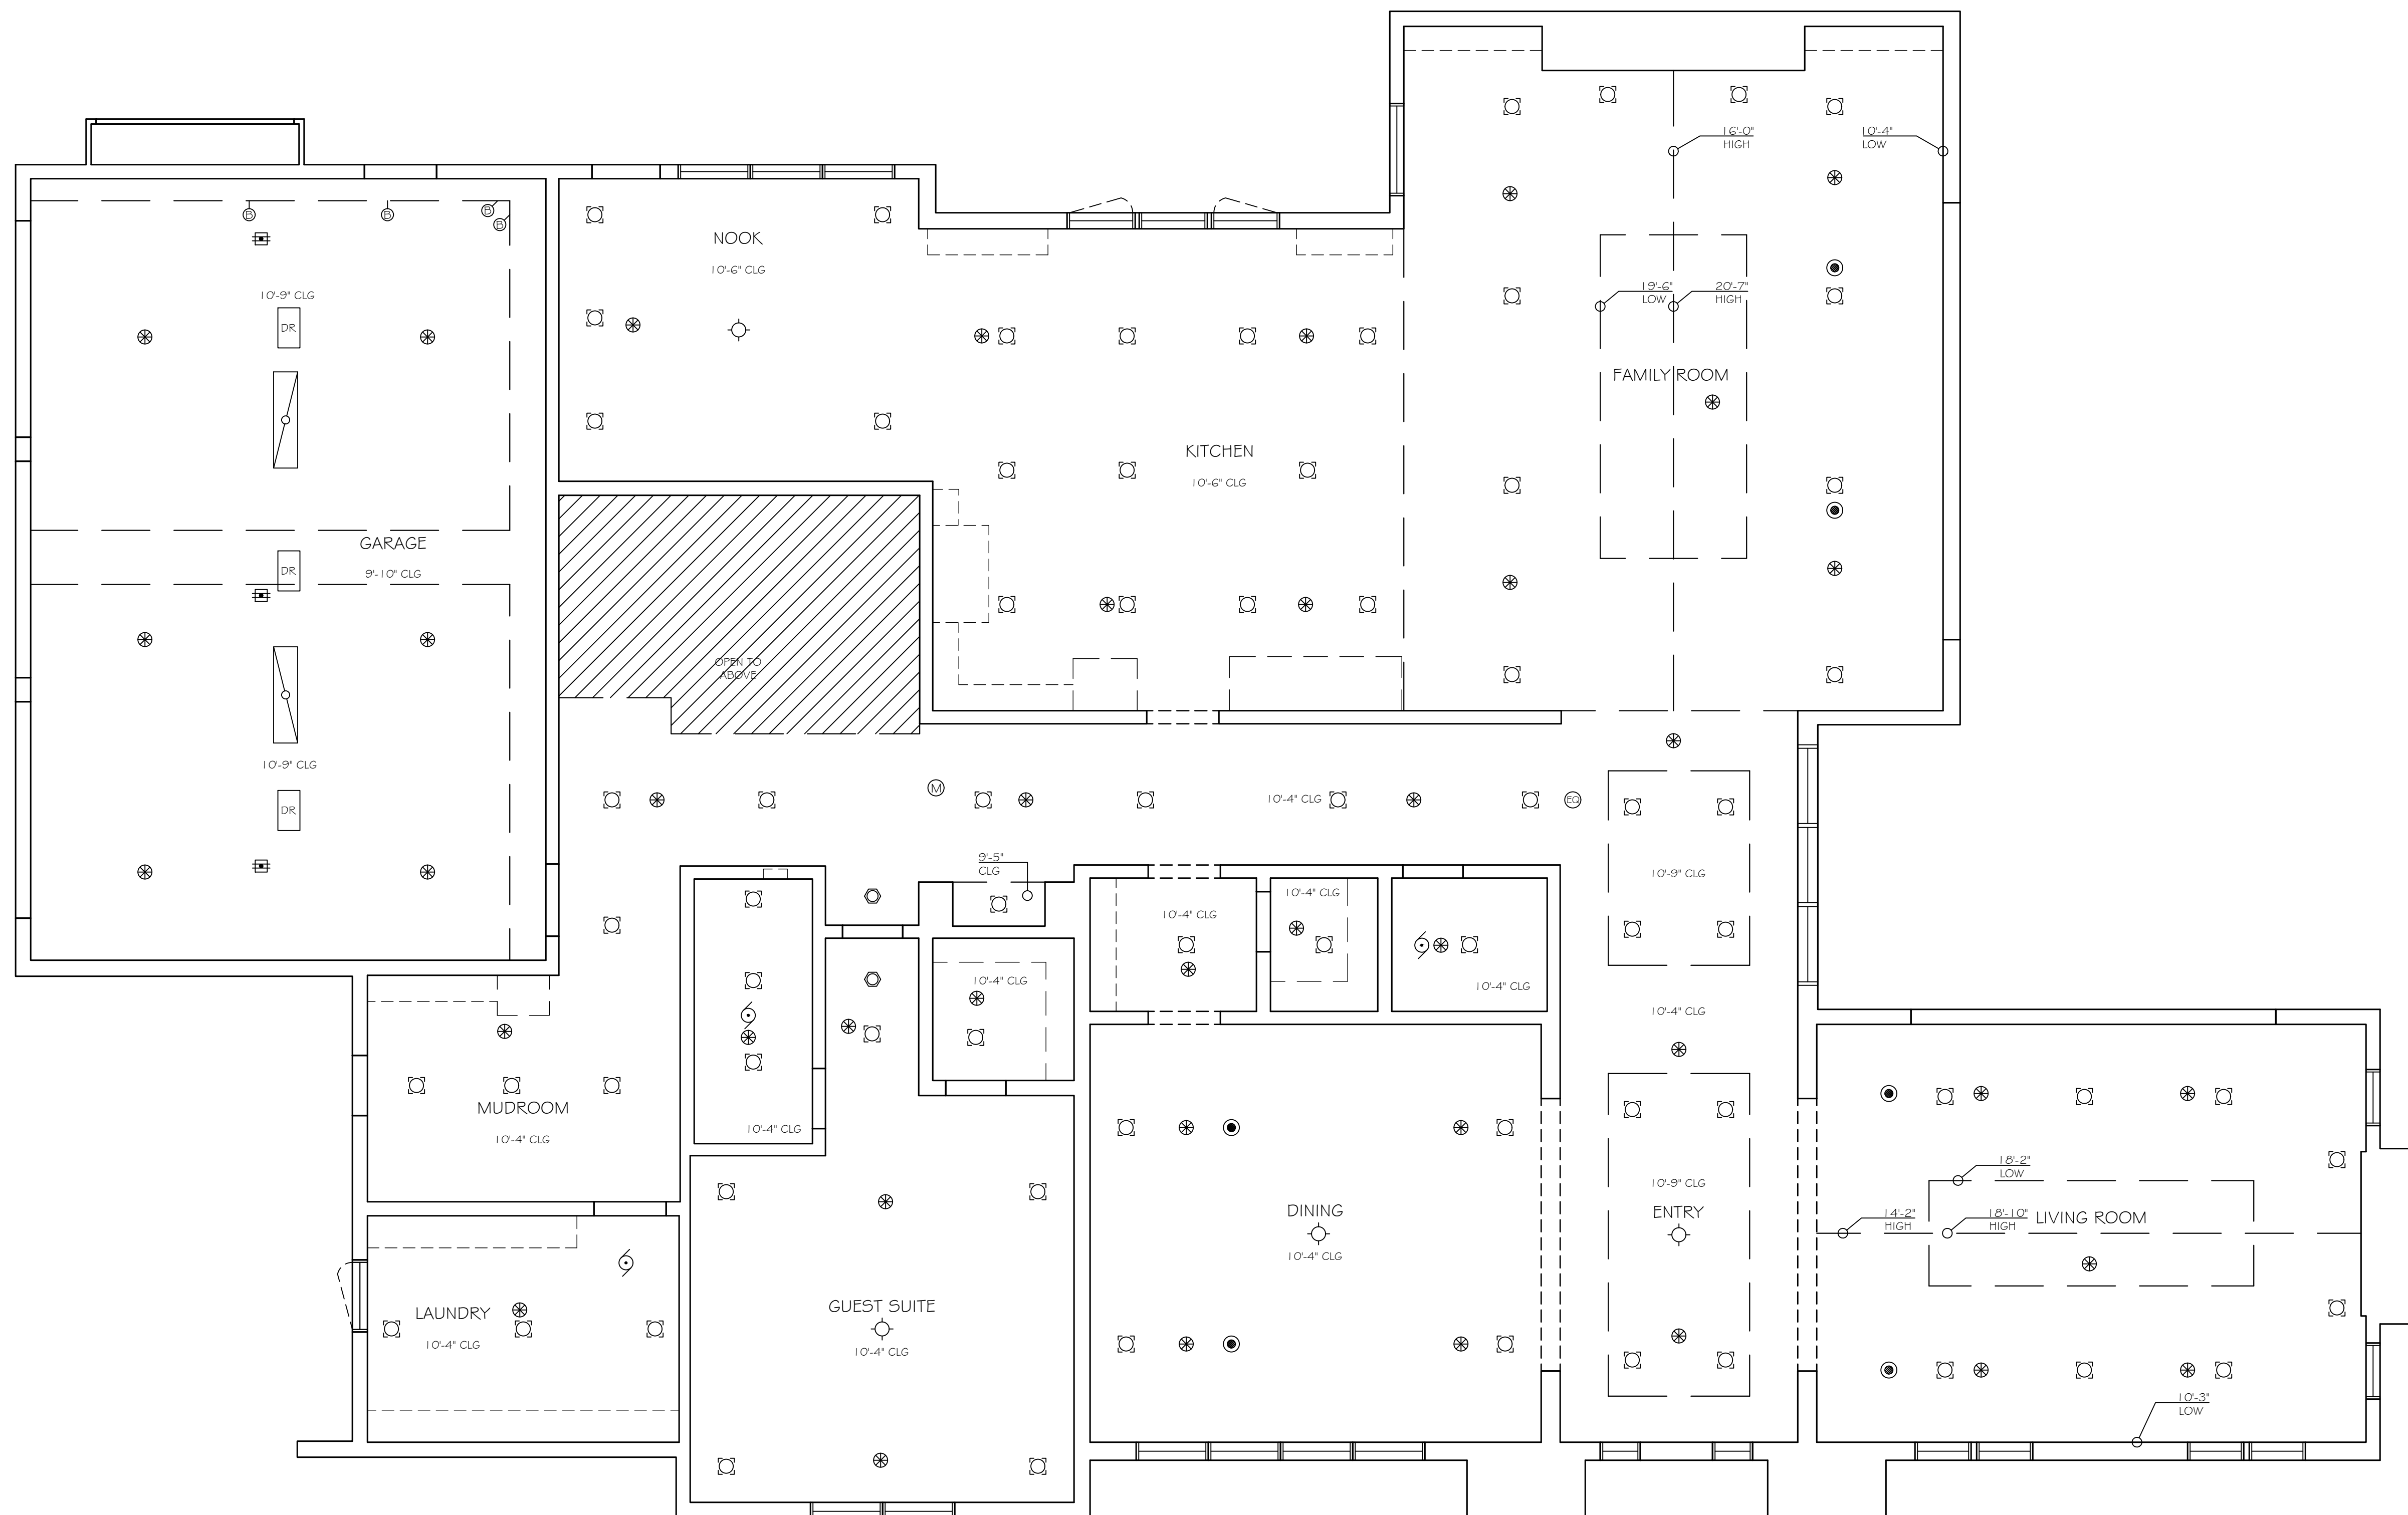 16'-0"
HIGH
10'-4"
LOW
B
B
B
B
NOOK
10'-6" CLG
10'-9" CLG
DR
19'-6"
LOW
20'-7"
HIGH
FAMILY ROOM
KITCHEN
10'-6" CLG
GARAGE
9'-10" CLG
DR
OPEN TO
ABOVE
10'-9" CLG
DR
M
10'-4" CLG
EQ
9'-5"
CLG
10'-9" CLG
10'-4" CLG
10'-4" CLG
10'-4" CLG
10'-4" CLG
10'-4" CLG
MUDROOM
10'-4" CLG
10'-4" CLG
18'-2"
LOW
10'-9" CLG
ENTRY
DINING
10'-4" CLG
14'-2"
HIGH
18'-10"
HIGH
LIVING ROOM
LAUNDRY
10'-4" CLG
GUEST SUITE
10'-4" CLG
10'-3"
LOW